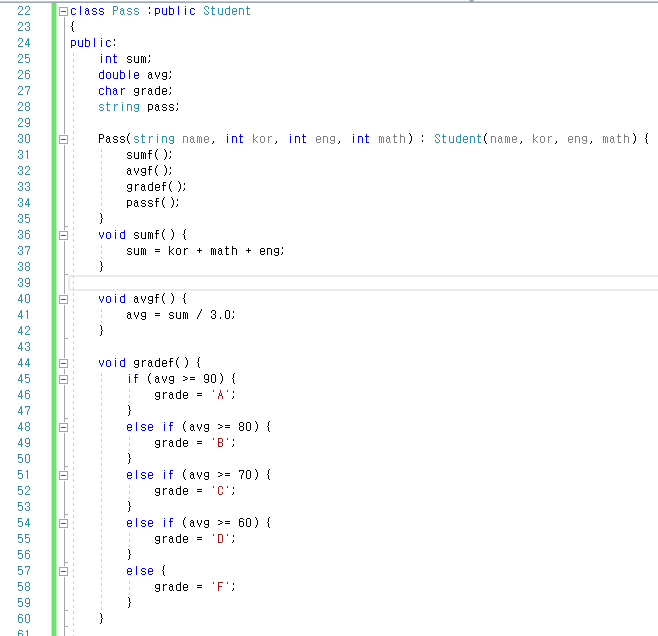 22 class Pass :public Student
23 {
24 public:
25 int sum;
26 double avg;
27 char grade;
28 string pass;
29
30 Pass(string name, int kor, int eng, int math) : Student(name, kor, eng, math) {
31 sumf();
32 avgf();
33 gradef();
34 passf();
35 }
36 void sumf() {
37 sum = kor + math + eng;
38 }
39
40 void avgf() {
41 avg = sum / 3.0;
42 }
43
44 void gradef() {
45 if (avg >= 90) {
46 grade = 'A';
47 }
48 else if (avg >= 80) {
49 grade = 'B';
50 }
51 else if (avg >= 70) {
52 grade = 'C';
53 }
54 else if (avg >= 60) {
55 grade = 'D';
56 }
57 else {
58 grade = 'F';
59 }
60 }
61